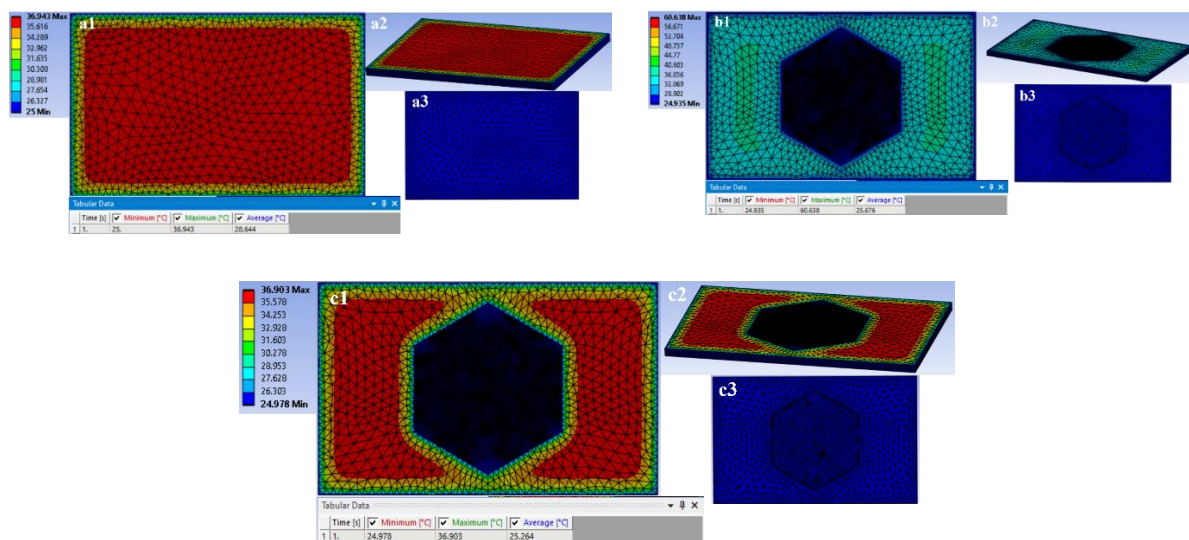 36.943 Max
35.616
34.289
32.962
31.635
30.308
28.981
27.654
26.327
25 Min
a1
a2
a3
Tabular Data
Time [s] Minimum [°C] Maximum [°C] Average [°C]
1 1. 25. 36.943 28.644
60.638 Max
56.671
52.704
48.737
44.77
40.803
36.836
32.869
28.902
24.935 Min
b1
b2
b3
Tabular Data
Time [s] Minimum [°C] Maximum [°C] Average [°C]
1 1. 24.935 60.638 25.676
36.903 Max
35.578
34.253
32.928
31.603
30.278
28.953
27.628
26.303
24.978 Min
c1
c2
c3
Tabular Data
Time [s] Minimum [°C] Maximum [°C] Average [°C]
1 1. 24.978 36.903 25.264